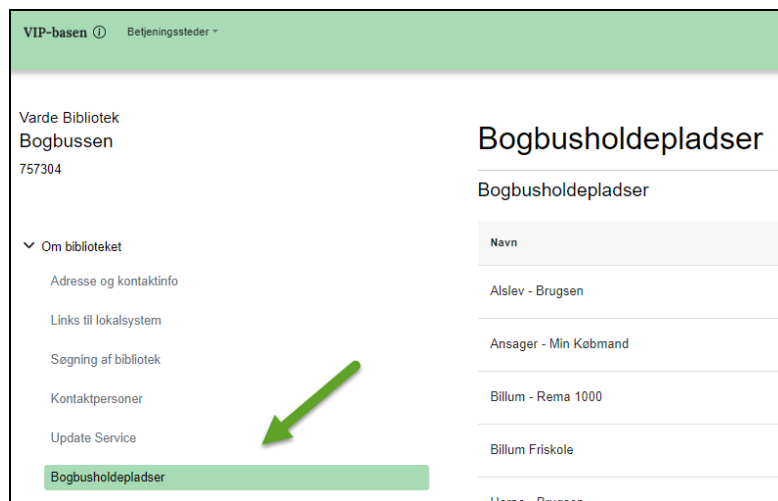 VIP-basen Betjeningssteder
Varde Bibliotek
Bogbussen
757304
Om biblioteket
Adresse og kontaktinfo
Links til lokalsystem
Søgning af bibliotek
Kontaktpersoner
Update Service
Bogbusholdepladser
Bogbusholdepladser
Bogbusholdepladser
Navn
Alslev - Brugsen
Ansager - Min Købmand
Billum - Rema 1000
Billum Friskole